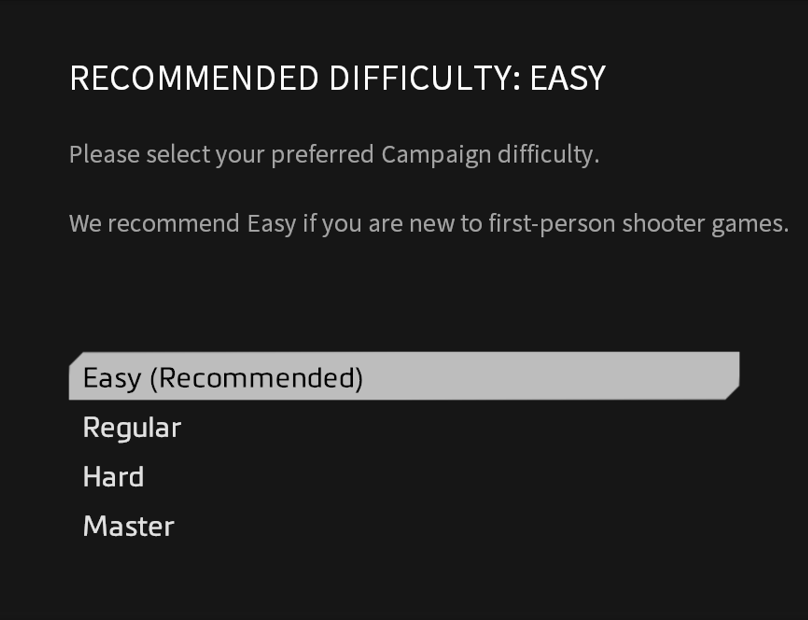 RECOMMENDED DIFFICULTY: EASY
Please select your preferred Campaign difficulty.
We recommend Easy if you are new to first-person shooter games.
Easy (Recommended)
Regular
Hard
Master